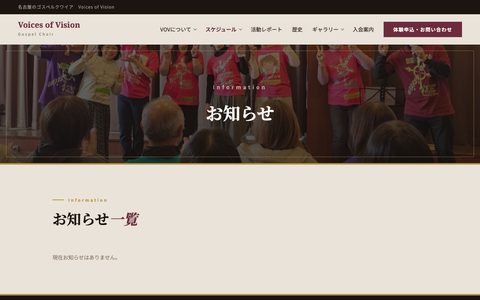 名古屋のゴスペルクワイア Voices of Vision
Voices of Vision
Gospel Choir
VOVについて スケジュール 活動レポート 歴史 ギャラリー 入会案内 体験申込・お問い合わせ
information
お知らせ
information
お知らせ一覧
現在お知らせはありません。